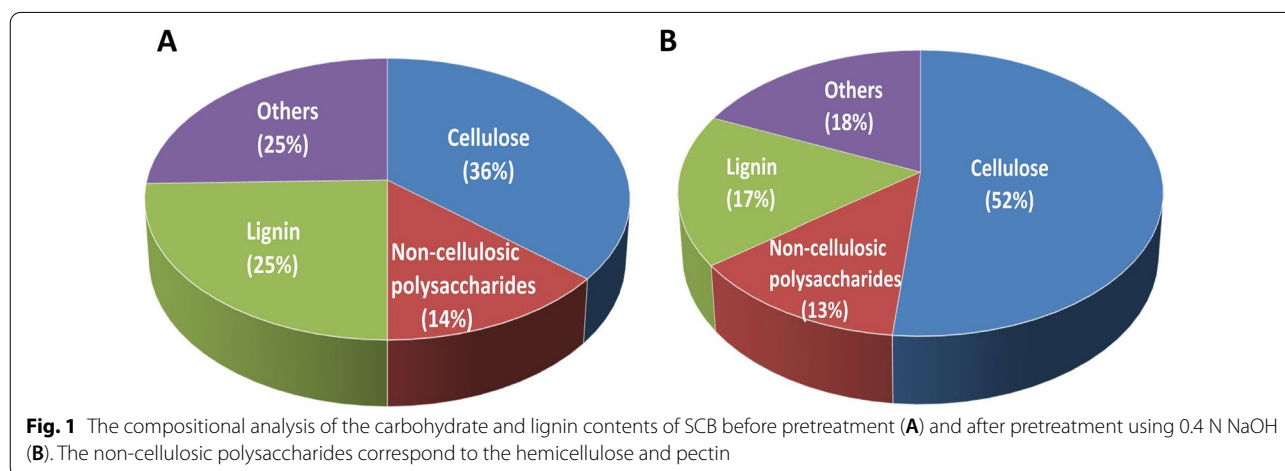 A
Others
(25%)
Cellulose
(36%)
Lignin
(25%)
Non-cellulosic
polysaccharides
(14%)
B
Others
(18%)
Cellulose
(52%)
Lignin
(17%)
Non-cellulosic
polysaccharides
(13%)
Fig. 1 The compositional analysis of the carbohydrate and lignin contents of SCB before pretreatment (A) and after pretreatment using 0.4 N NaOH
(B). The non-cellulosic polysaccharides correspond to the hemicellulose and pectin